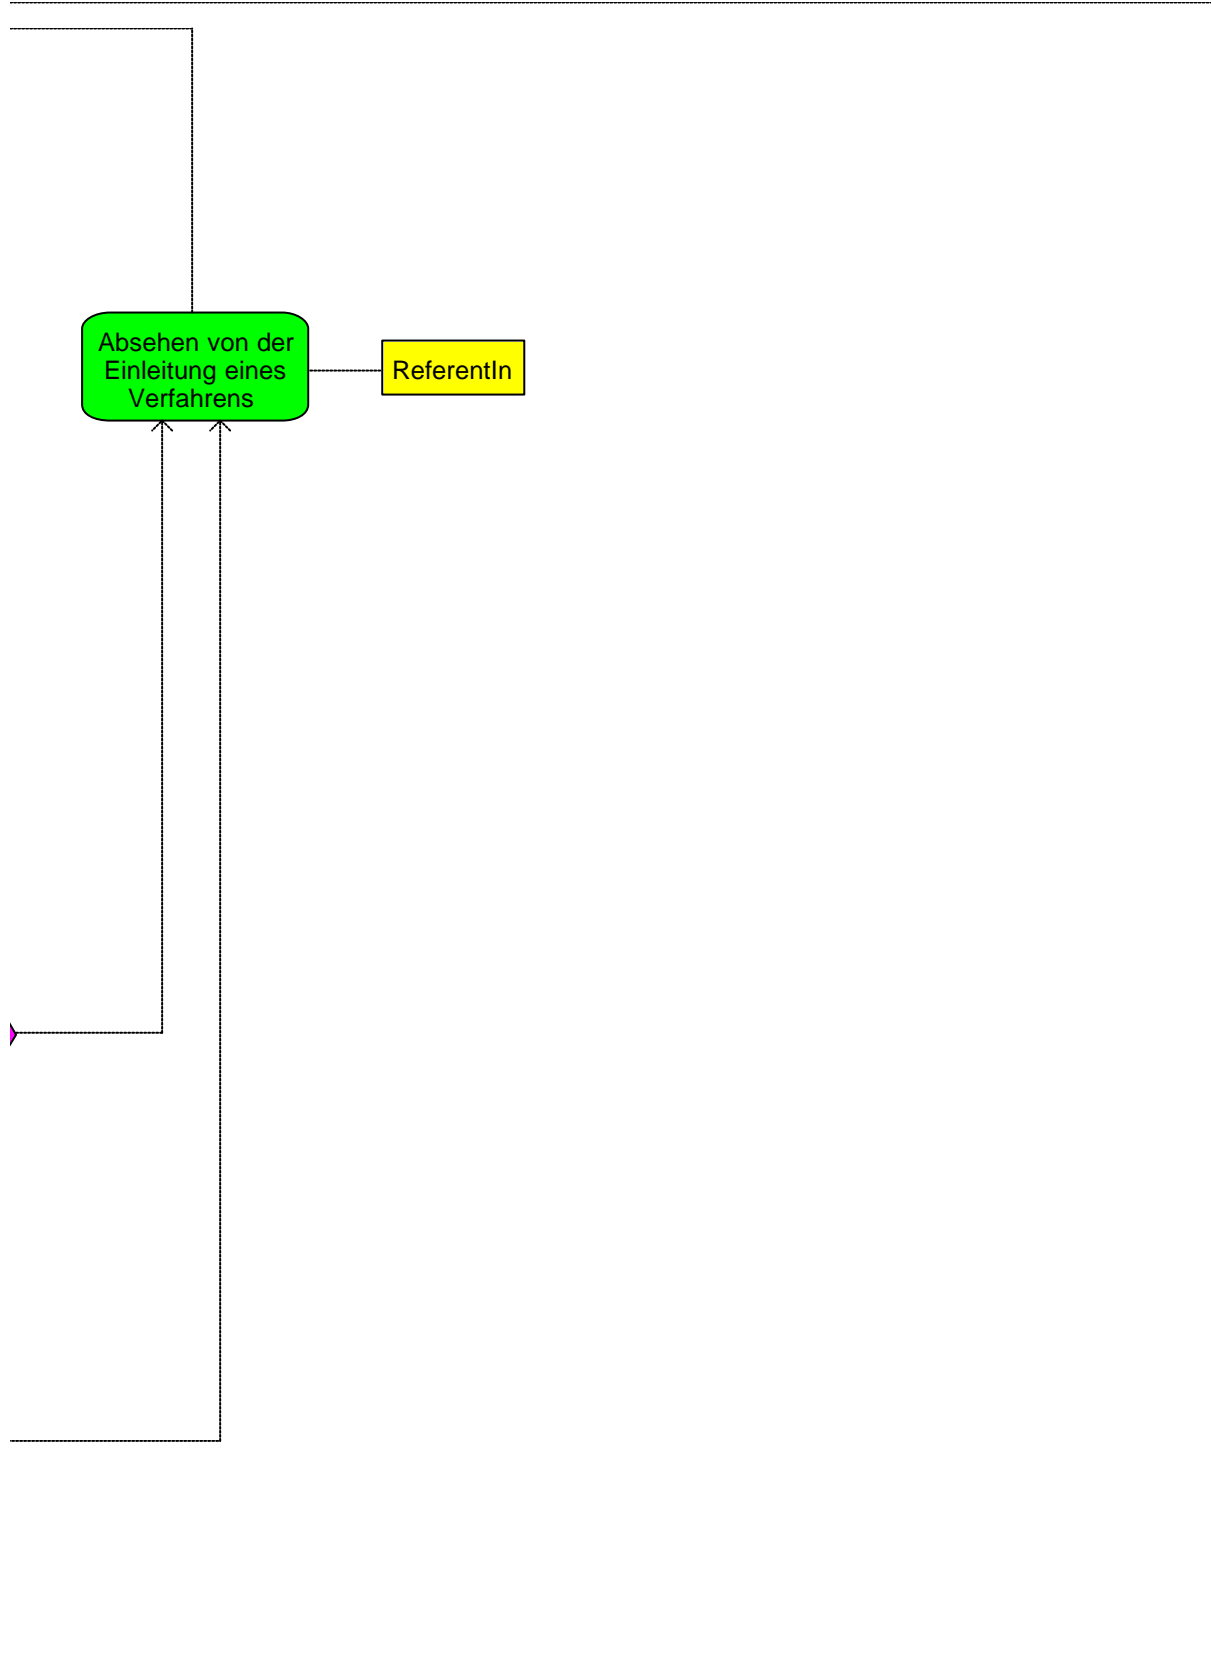 Absehen von der
Einleitung eines
Verfahrens
ReferentIn